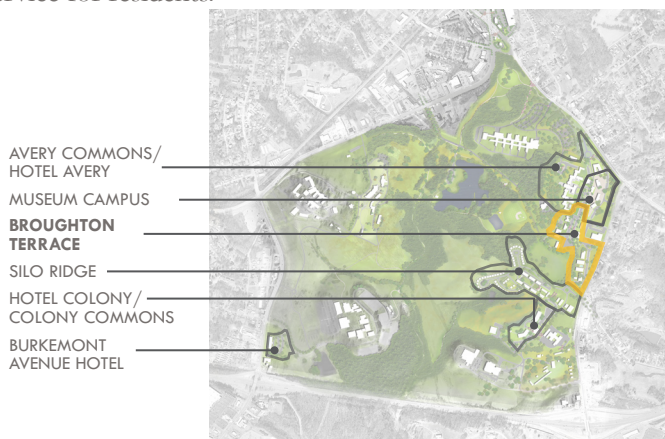 AVERY COMMONS/
HOTEL AVERY
MUSEUM CAMPUS
BROUGHTON
TERRACE
SILO RIDGE
HOTEL COLONY/
COLONY COMMONS
BURKEMONT
AVENUE HOTEL